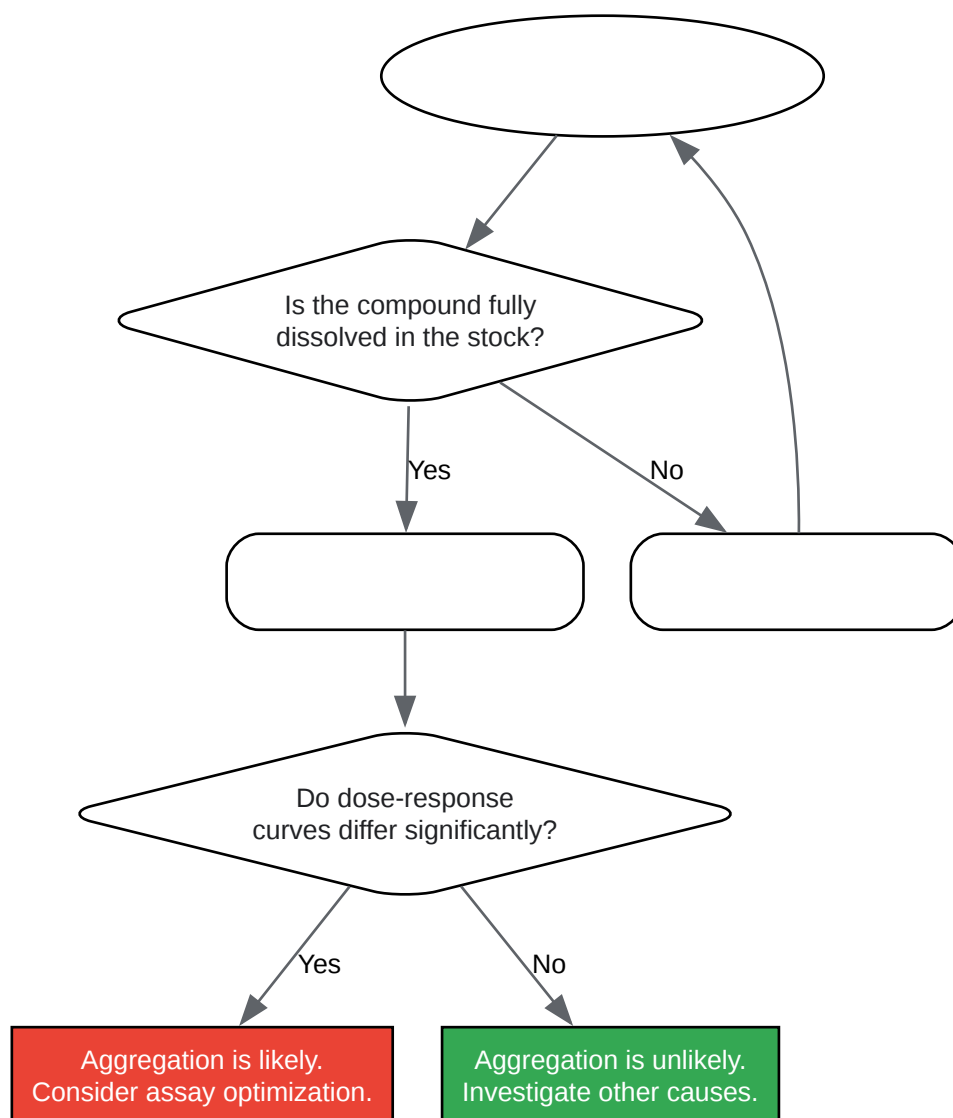 Is the compound fully
dissolved in the stock?
Yes
No
Do dose-response
curves differ significantly?
Yes
No
Aggregation is likely.
Consider assay optimization.
Aggregation is unlikely.
Investigate other causes.